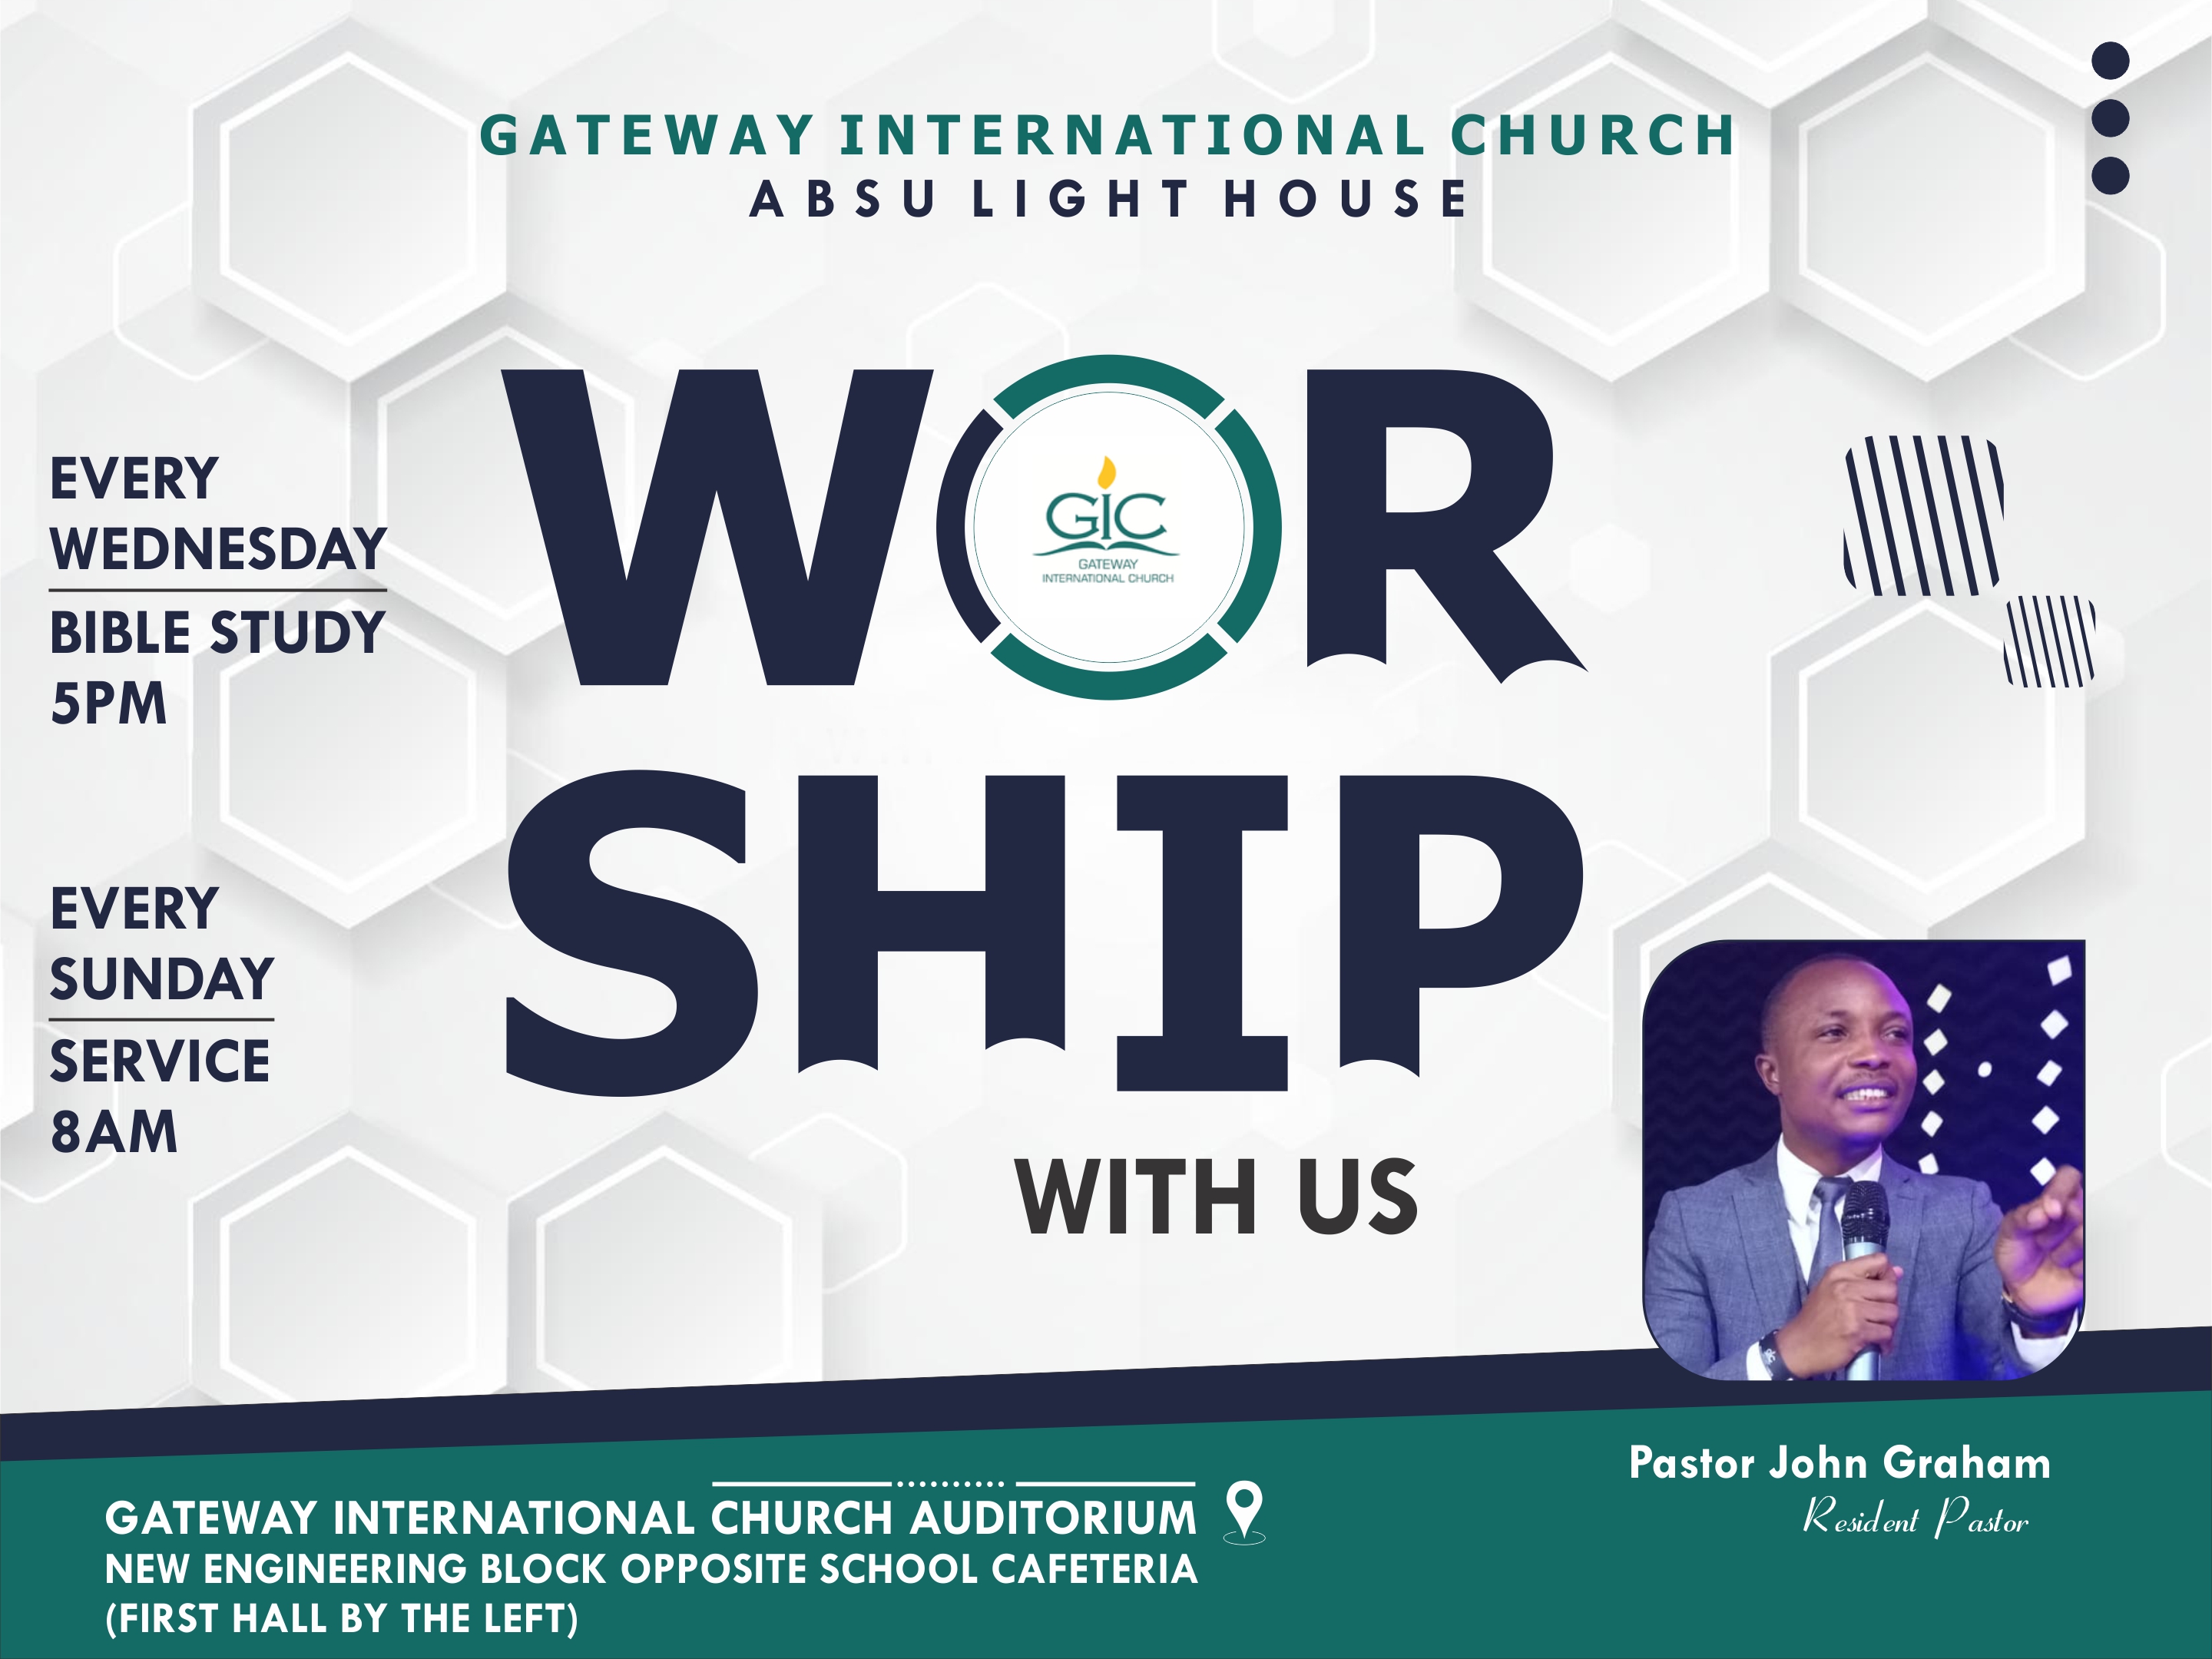 GATEWAY INTERNATIONAL CHURCH
ABSU LIGHT HOUSE
WOR
GIC
GATEWAY
INTERNATIONAL CHURCH
SHIP
WITH US
EVERY
WEDNESDAY
BIBLE STUDY
5PM
EVERY
SUNDAY
SERVICE
8AM
Pastor John Graham
Resident Pastor
GATEWAY INTERNATIONAL CHURCH AUDITORIUM
NEW ENGINEERING BLOCK OPPOSITE SCHOOL CAFETERIA
(FIRST HALL BY THE LEFT)